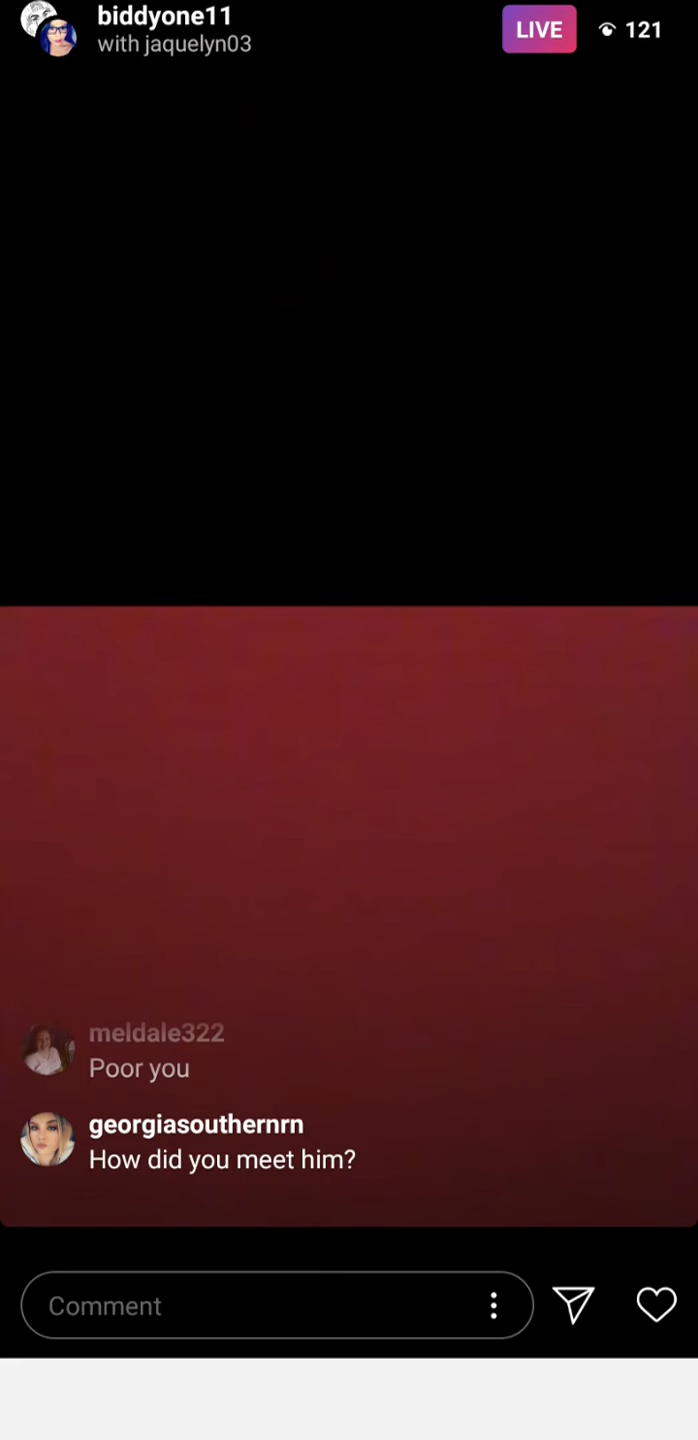 biddyone11
with jaquelyn03
LIVE
121
meldale322
Poor you
georgiasouthernrn
How did you meet him?
Comment